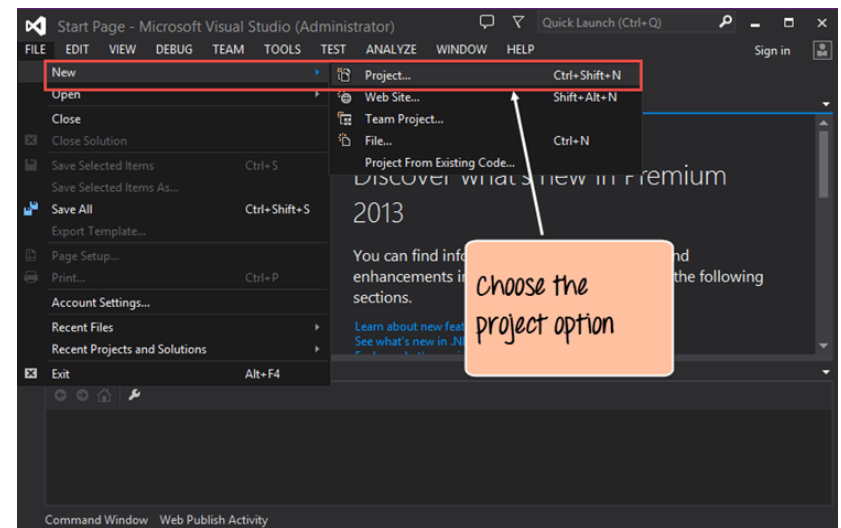 Start Page - Microsoft Visual Studio (Administrator)
Quick Launch (Ctrl+Q)
FILE EDIT VIEW DEBUG TEAM TOOLS TEST ANALYZE WINDOW HELP
Sign in
New
Open
Close
Close Solution
Save Selected Items Ctrl+S
Save Selected Items As...
Save All Ctrl+Shift+S
Export Template...
Page Setup...
Print... Ctrl+P
Account Settings...
Recent Files
Recent Projects and Solutions
Exit Alt+F4
Project... Ctrl+Shift+N
Web Site... Shift+Alt+N
Team Project...
File... Ctrl+N
Project From Existing Code...
Discover what's new in Premium
2013
You can find
enhancements
the following
sections.
Learn about new
See what's new in
Choose the
project option
Command Window Web Publish Activity